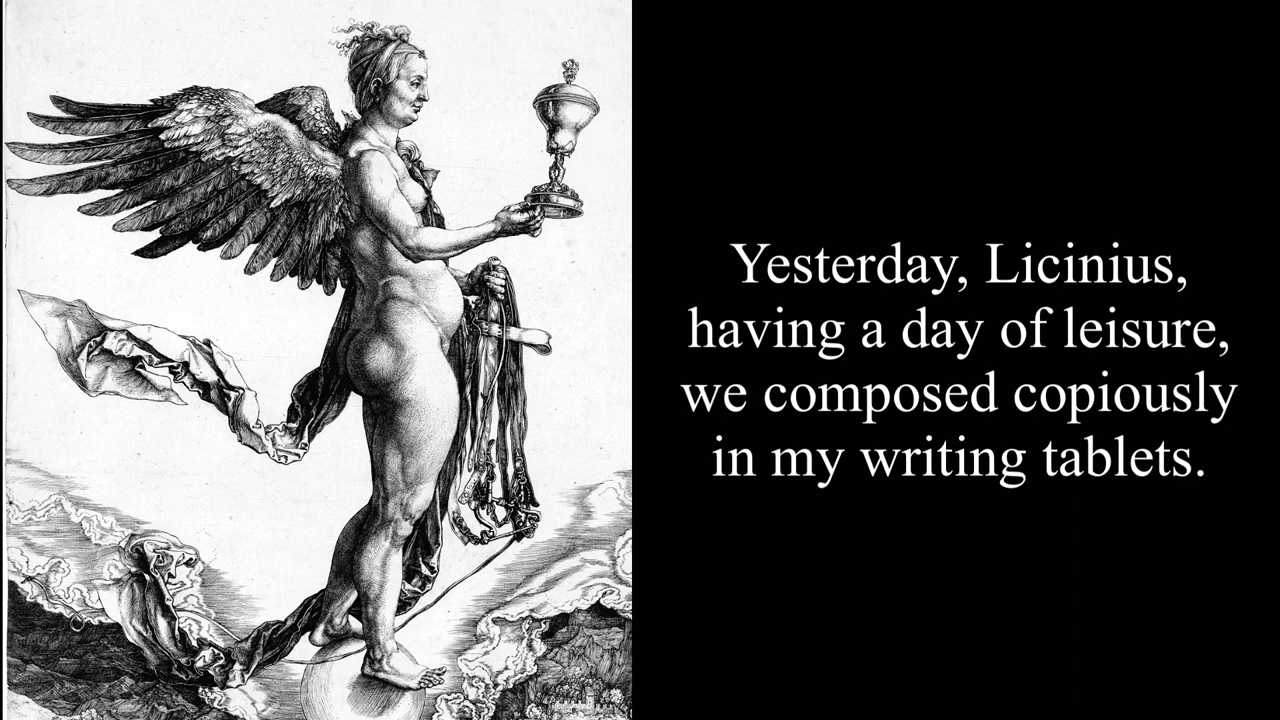 Yesterday, Licinius,
having a day of leisure,
we composed copiously
in my writing tablets.